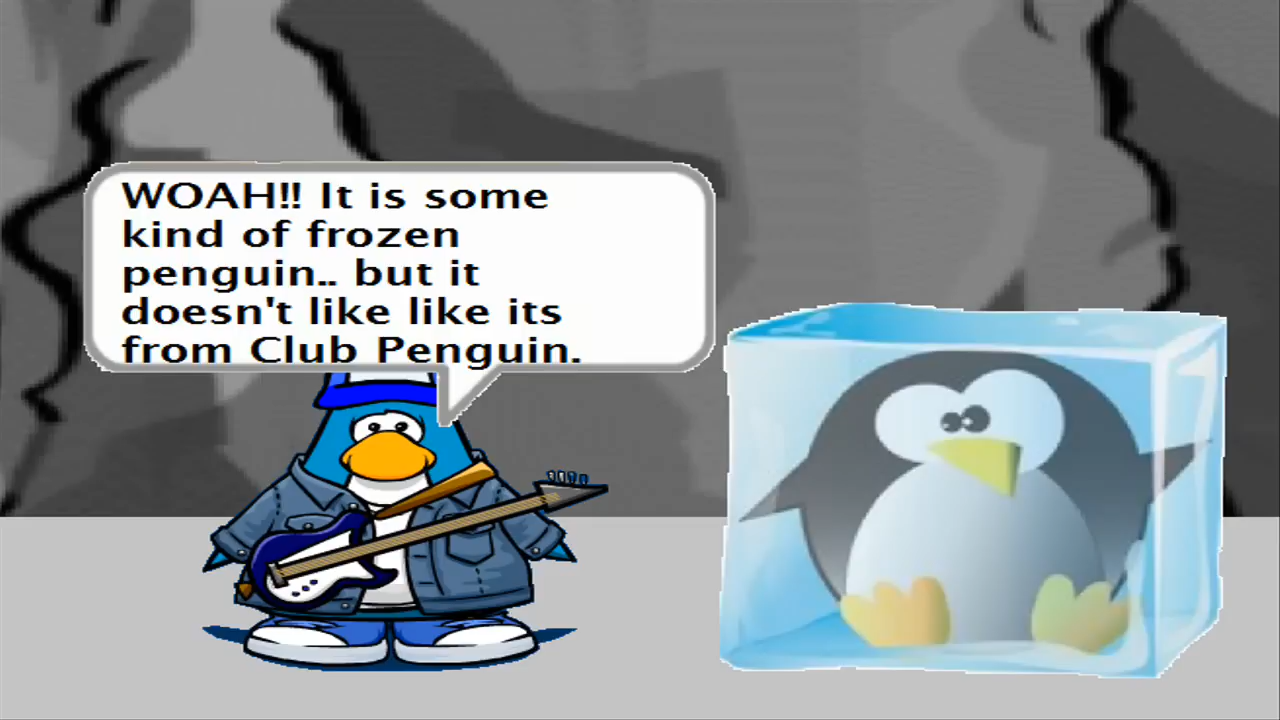 WOAH!! It is some
kind of frozen
penguin.. but it
doesn't like like its
from Club Penguin.